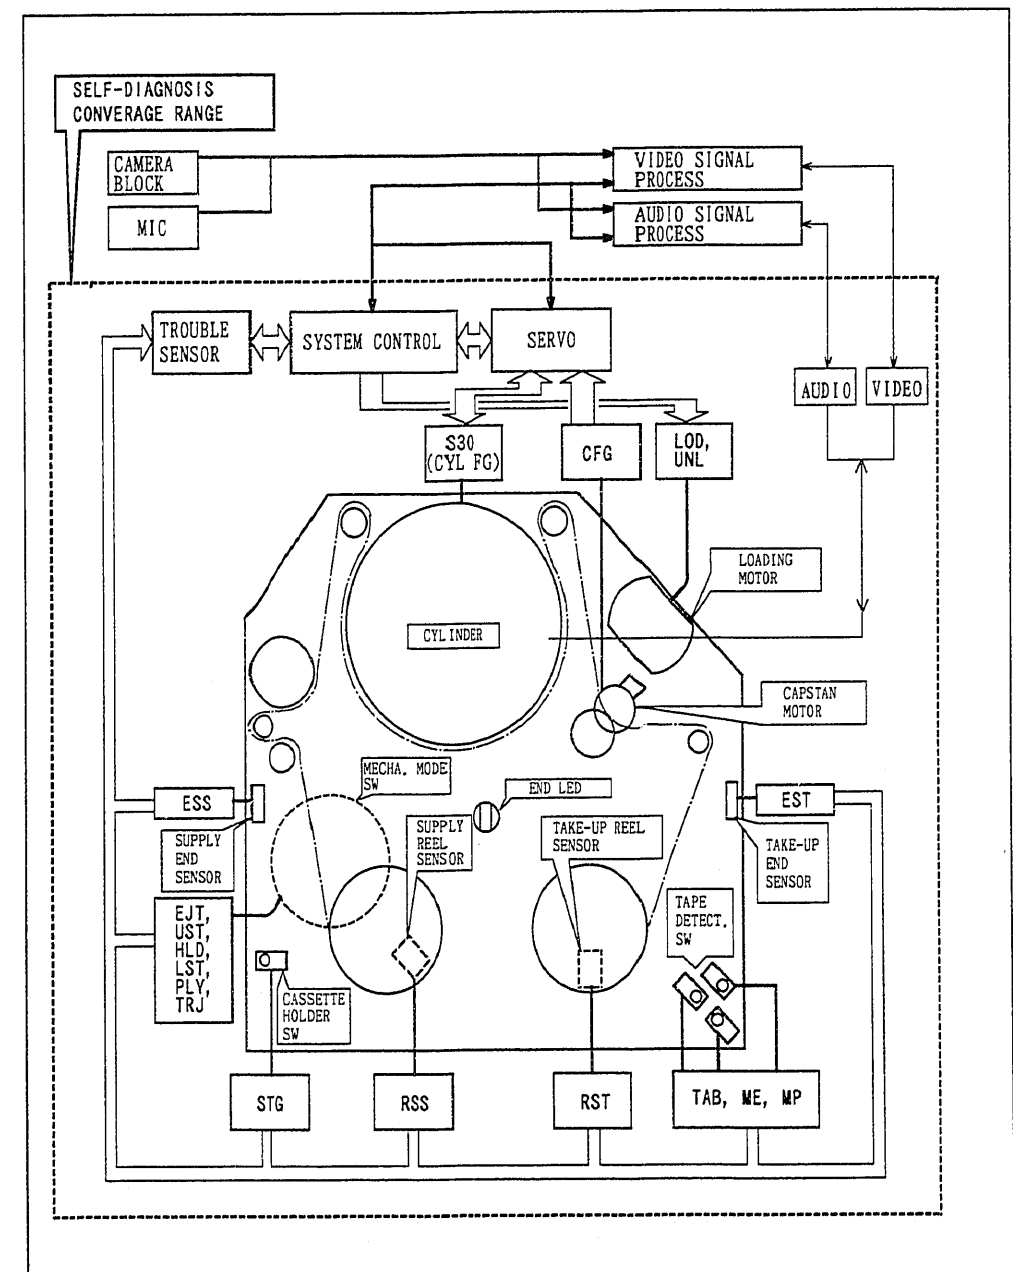 SELF-DIAGNOSIS
CONVERAGE RANGE
CAMERA
BLOCK
MIC
VIDEO SIGNAL
PROCESS
AUDIO SIGNAL
PROCESS
TROUBLE
SENSOR
SYSTEM CONTROL
SERVO
AUDIO
VIDEO
S30
(CYL FG)
CFG
LOD,
UNL
LOADING
MOTOR
CYLINDER
CAPSTAN
MOTOR
MECHA. MODE
SW
END LED
ESS
EST
SUPPLY
END
SENSOR
SUPPLY
REEL
SENSOR
TAKE-UP REEL
SENSOR
TAKE-UP
END
SENSOR
EJT,
UST,
HLD,
LST,
PLY,
TRJ
TAPE
DETECT.
SW
CASSETTE
HOLDER
SW
STG
RSS
RST
TAB, ME, MP